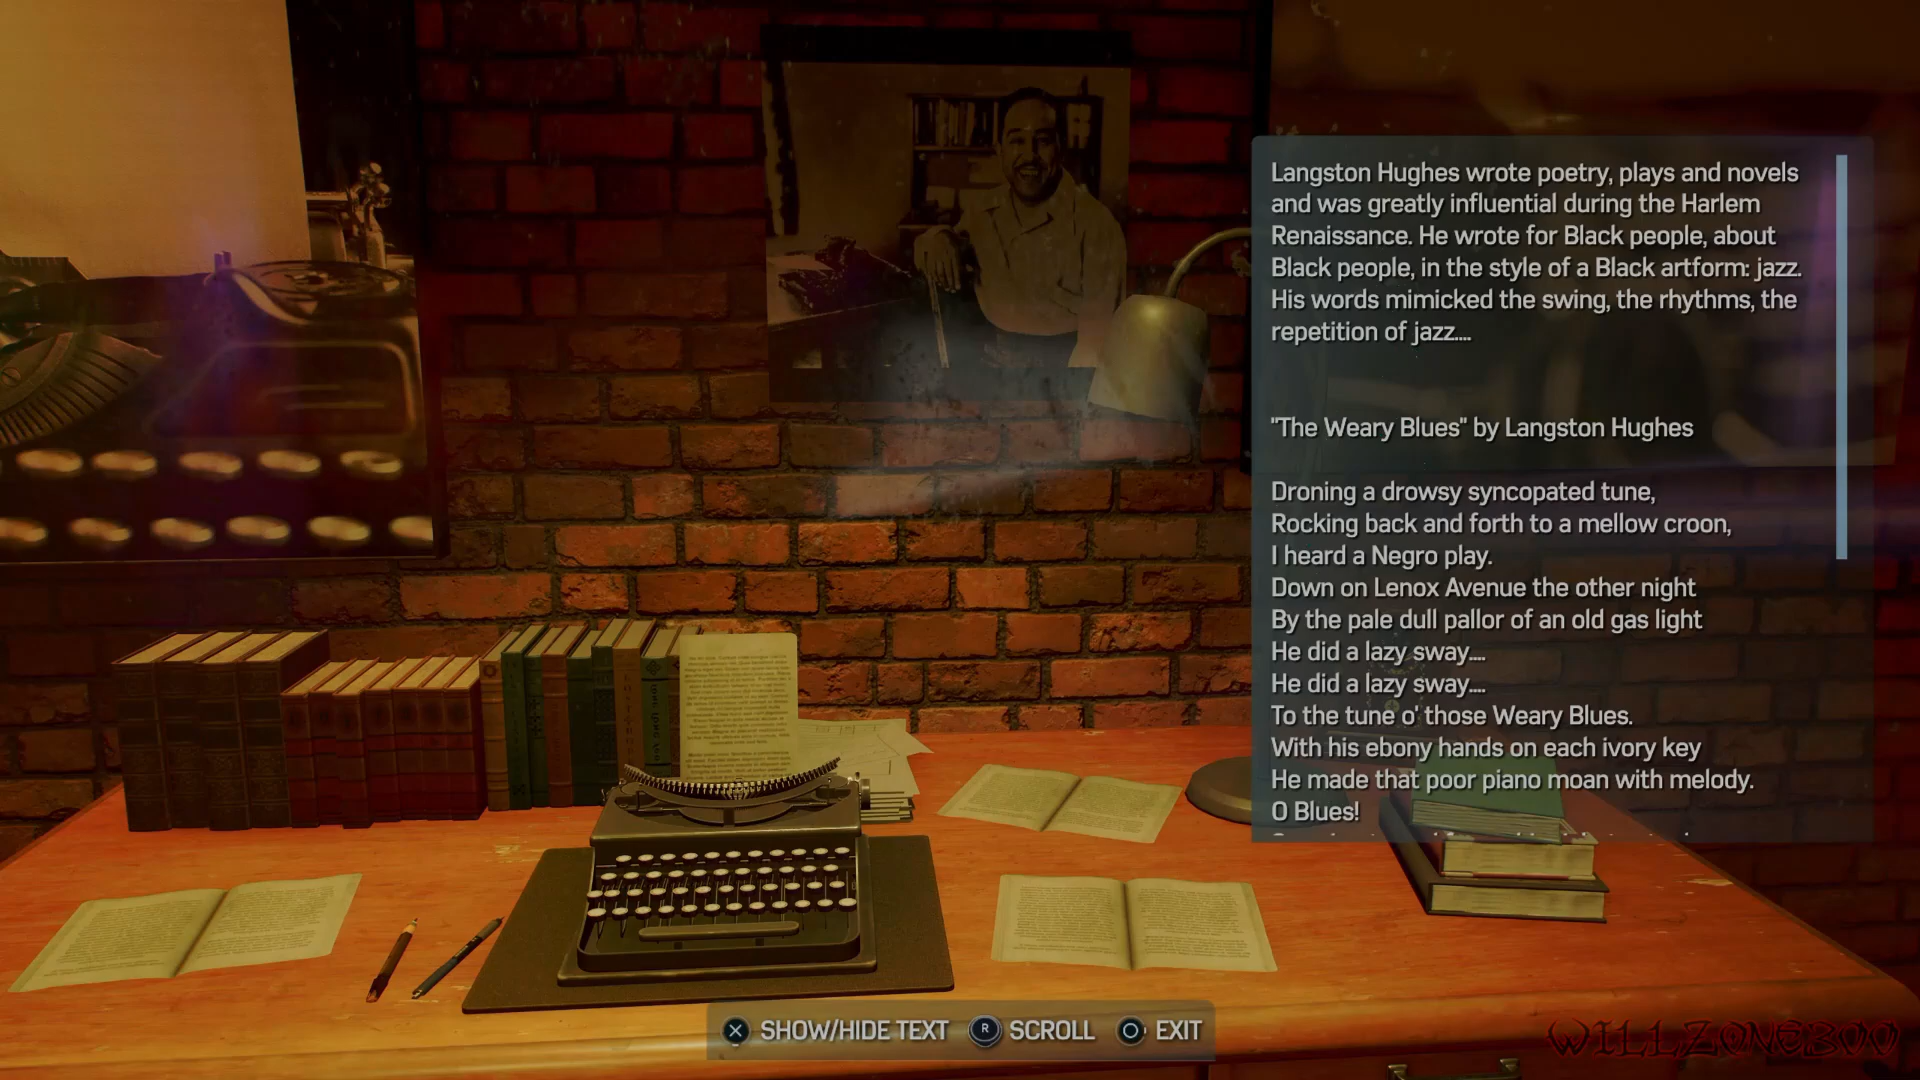 Langston Hughes wrote poetry, plays and novels
and was greatly influential during the Harlem
Renaissance. He wrote for Black people, about
Black people, in the style of a Black artform: jazz.
His words mimicked the swing, the rhythms, the
repetition of jazz....
"The Weary Blues" by Langston Hughes
Droning a drowsy syncopated tune,
Rocking back and forth to a mellow croon,
I heard a Negro play.
Down on Lenox Avenue the other night
By the pale dull pallor of an old gas light
He did a lazy sway....
He did a lazy sway....
To the tune o' those Weary Blues.
With his ebony hands on each ivory key
He made that poor piano moan with melody.
O Blues!
SHOW/HIDE TEXT R SCROLL EXIT
WILLZONE300